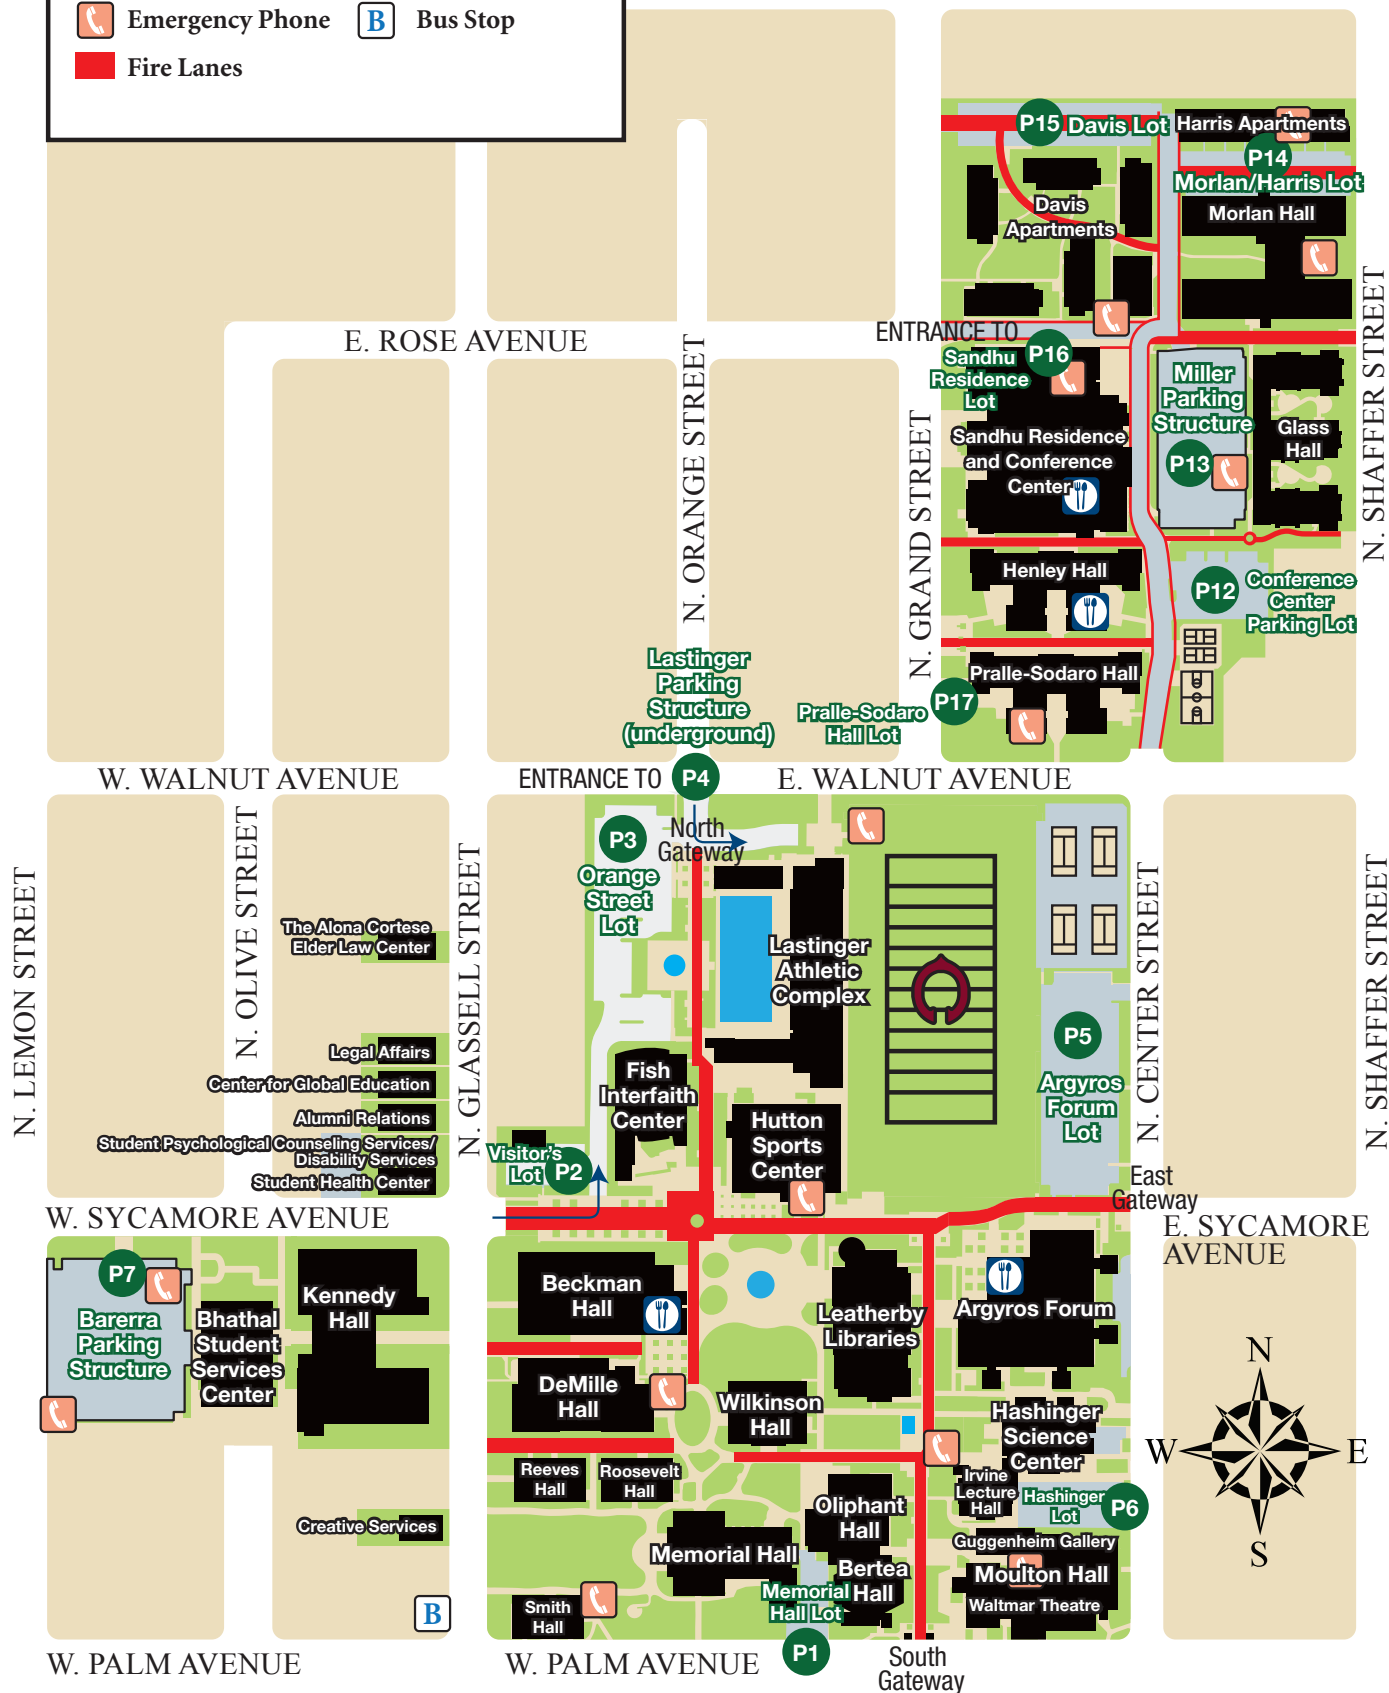 Emergency Phone
B
Bus Stop
Fire Lanes
P15
Davis Lot
Harris Apartments
P14
Morlan/Harris Lot
Davis
Apartments
Morlan Hall
N. SHAFFER STREET
E. ROSE AVENUE
N. ORANGE STREET
ENTRANCE TO
P16
Sandhu
Residence
Lot
Miller
Parking
Structure
P13
Glass
Hall
Sandhu Residence
and Conference
Center
N. GRAND STREET
Henley Hall
P12
Conference
Center
Parking Lot
Pralle-Sodaro Hall
P17
Pralle-Sodaro
Hall Lot
Lastinger
Parking
Structure
(underground)
W. WALNUT AVENUE
ENTRANCE TO
P4
E. WALNUT AVENUE
North
Gateway
P3
Orange
Street
Lot
N. LEMON STREET
N. OLIVE STREET
N. GLASSELL STREET
The Alona Cortese
Elder Law Center
Lastinger
Athletic
Complex
P5
Argyros
Forum
Lot
N. CENTER STREET
N. SHAFFER STREET
Legal Affairs
Center for Global Education
Alumni Relations
Student Psychological Counseling Services/
Disability Services
Student Health Center
Fish
Interfaith
Center
Hutton
Sports
Center
Visitor's
Lot
P2
East
Gateway
W. SYCAMORE AVENUE
E. SYCAMORE
AVENUE
P7
Barerra
Parking
Structure
Bhathal
Student
Services
Center
Kennedy
Hall
Beckman
Hall
Leatherby
Libraries
Argyros Forum
DeMille
Hall
Wilkinson
Hall
Hashinger
Science
Center
N
W
E
S
Reeves
Hall
Roosevelt
Hall
Irvine
Lecture
Hall
Hashinger
Lot
P6
Creative Services
Oliphant
Hall
Guggenheim Gallery
Memorial Hall
Bertea
Hall
Moulton Hall
Waltmar Theatre
Memorial
Hall Lot
Smith
Hall
B
P1
W. PALM AVENUE
W. PALM AVENUE
South
Gateway